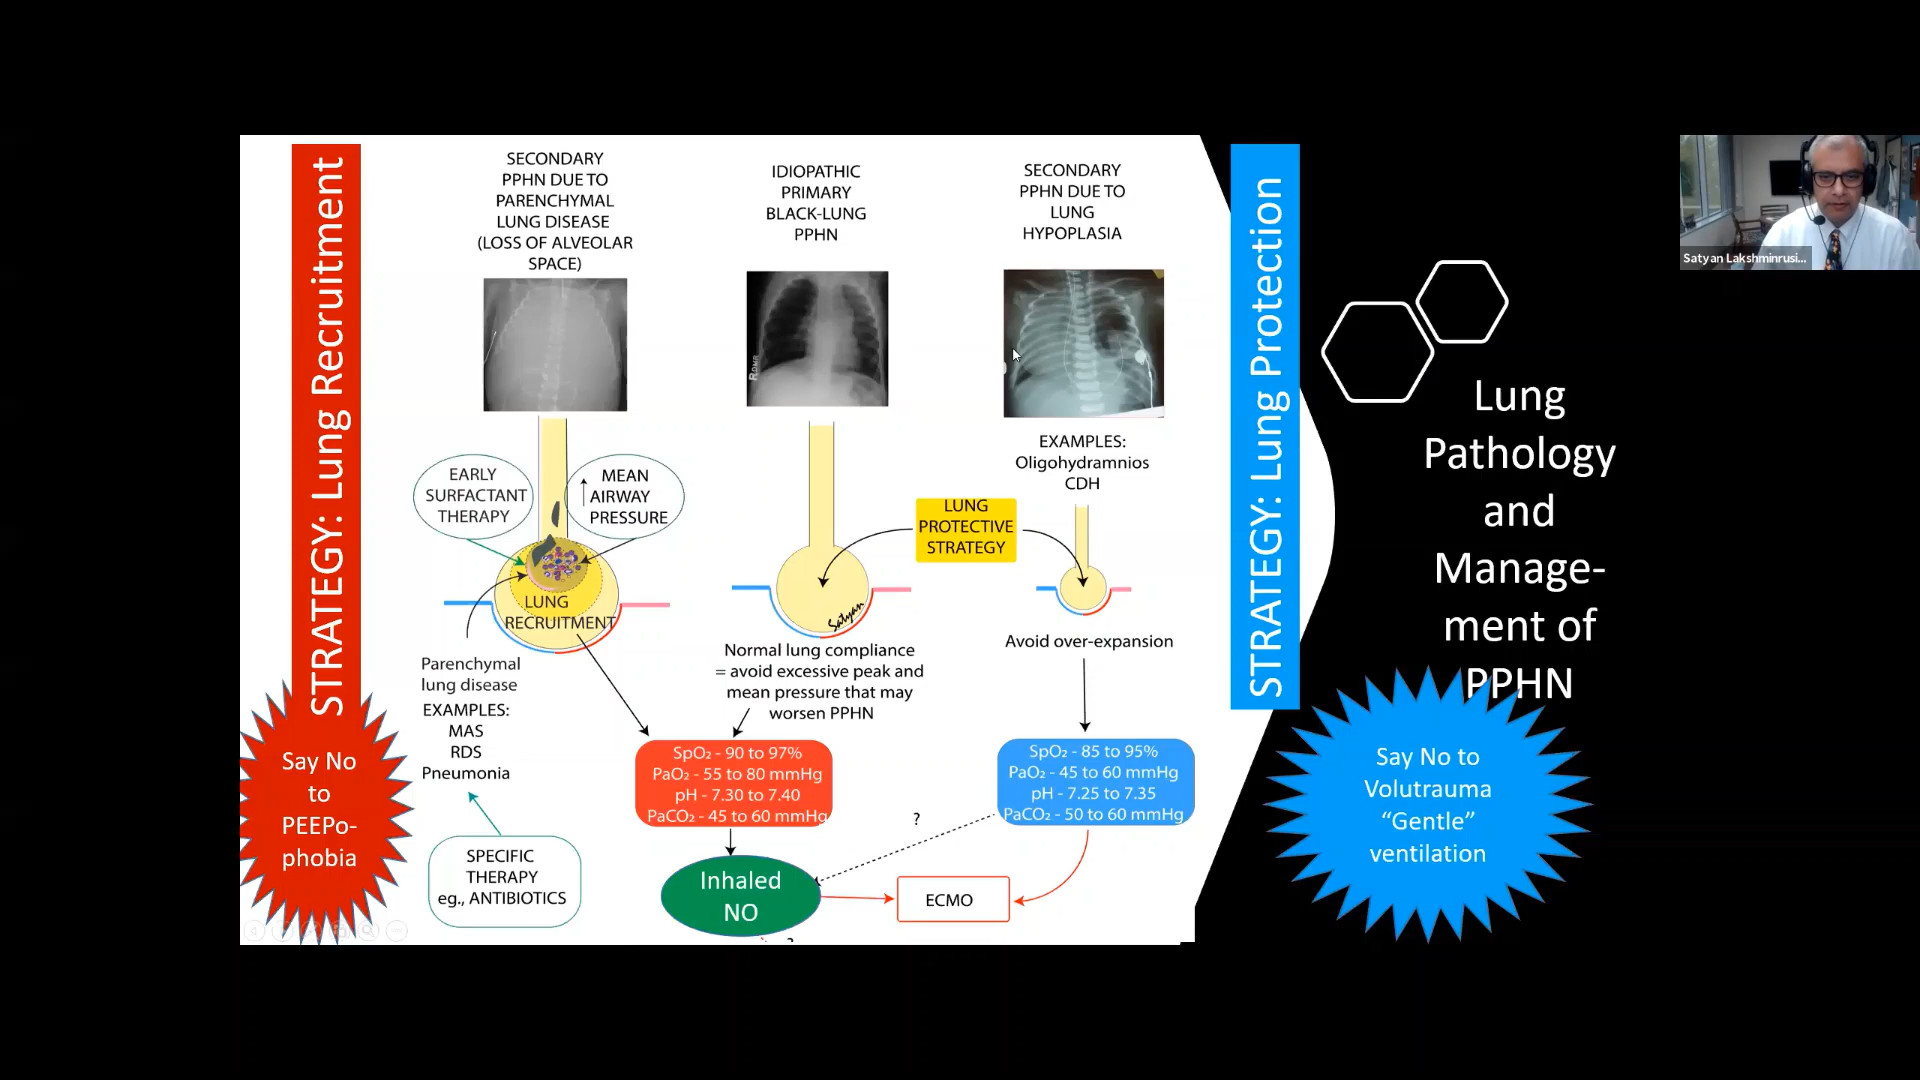 STRATEGY: Lung Recruitment
SECONDARY
PPHN DUE TO
PARENCHYMAL
LUNG DISEASE
(LOSS OF ALVEOLAR
SPACE)
IDIOPATHIC
PRIMARY
BLACK-LUNG
PPHN
SECONDARY
PPHN DUE TO
LUNG
HYPOPLASIA
STRATEGY: Lung Protection
Satyan Lakshminrusi...
EARLY
SURFACTANT
THERAPY
MEAN
AIRWAY
PRESSURE
LUNG
RECRUITMENT
EXAMPLES:
Oligohydramnios
CDH
LUNG
PROTECTIVE
STRATEGY
Satyan
Parenchymal
lung disease
EXAMPLES:
MAS
RDS
Pneumonia
Normal lung compliance
= avoid excessive peak and
mean pressure that may
worsen PPHN
Avoid over-expansion
SpO₂ - 90 to 97%
PaO₂ - 55 to 80 mmHg
pH - 7.30 to 7.40
PaCO₂ - 45 to 60 mmHg
SpO₂ - 85 to 95%
PaO₂ - 45 to 60 mmHg
pH - 7.25 to 7.35
PaCO₂ - 50 to 60 mmHg
?
SPECIFIC
THERAPY
eg., ANTIBIOTICS
Inhaled
NO
ECMO
?
Say No
to
PEEPo-
phobia
Lung
Pathology
and
Manage-
ment of
PPHN
Say No to
Volutrauma
“Gentle”
ventilation